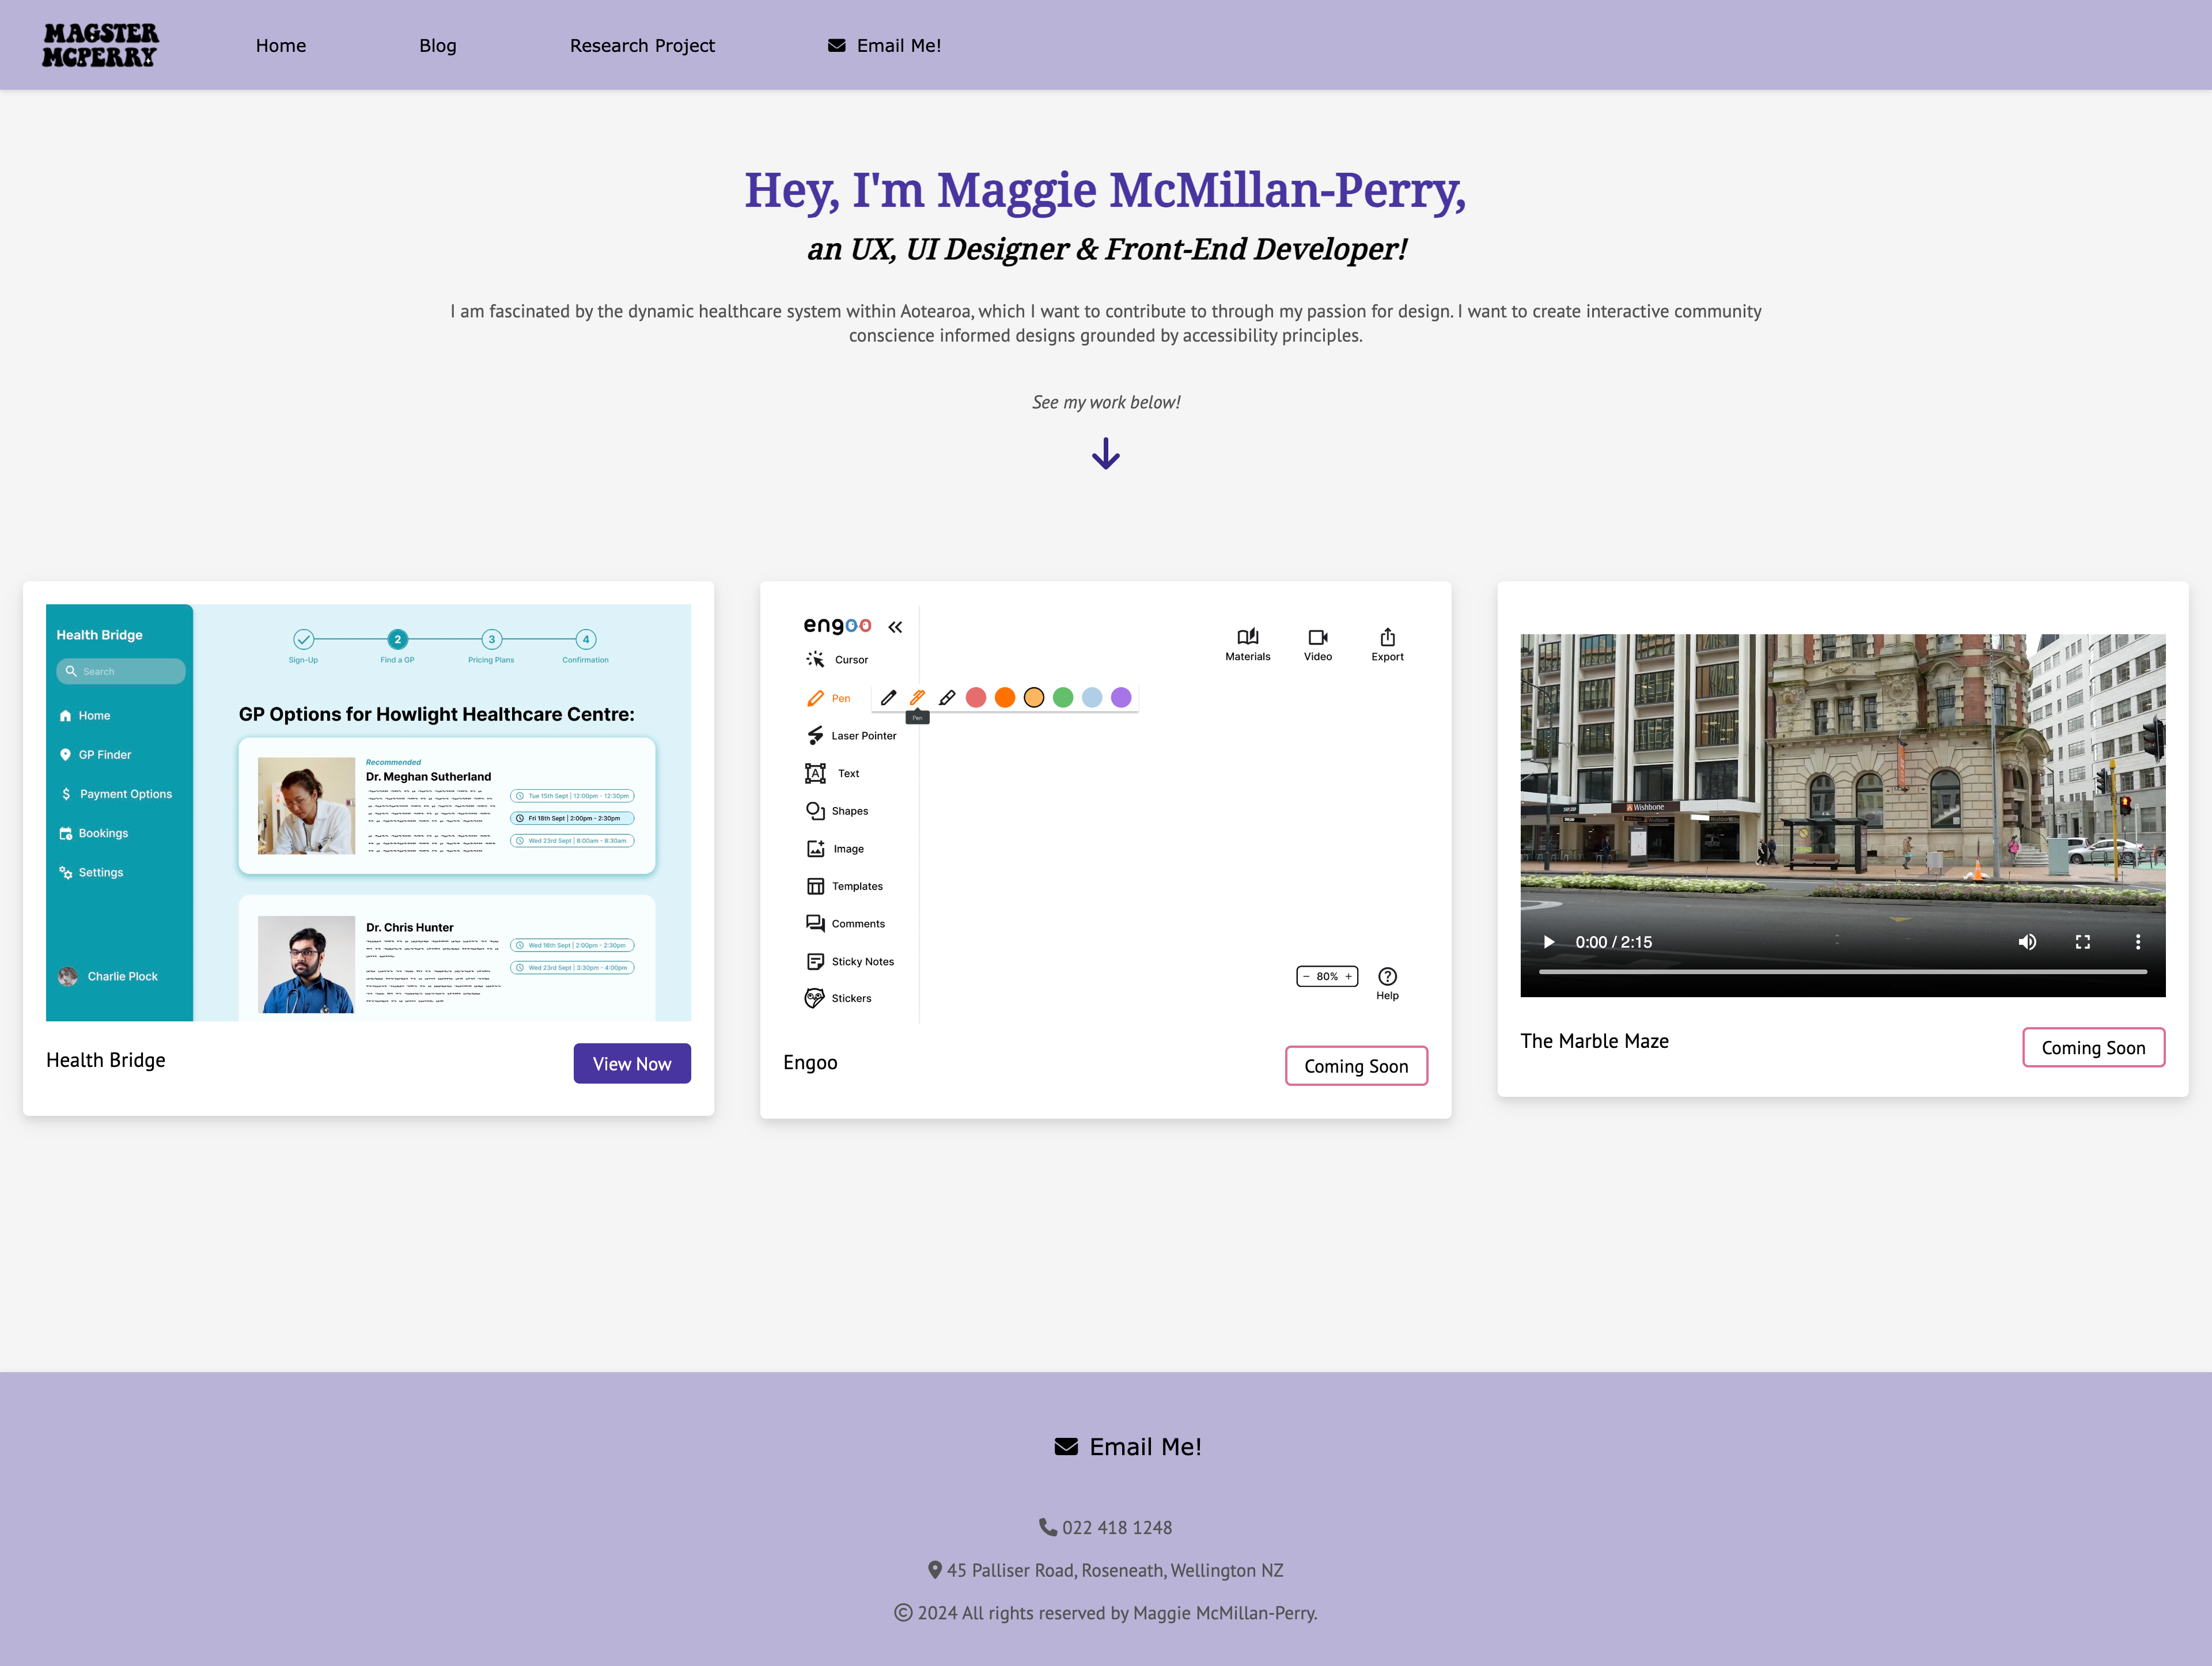 MAGSTER
MCPERRY
Home
Blog
Research Project
Email Me!
Hey, I'm Maggie McMillan-Perry,
an UX, UI Designer & Front-End Developer!
I am fascinated by the dynamic healthcare system within Aotearoa, which I want to contribute to through my passion for design. I want to create interactive community
conscience informed designs grounded by accessibility principles.
See my work below!
Health Bridge
Search
Home
GP Finder
Payment Options
Bookings
Settings
Charlie Plock
2
3
4
Sign-Up
Find a GP
Pricing Plans
Confirmation
GP Options for Howlight Healthcare Centre:
Recommended
Dr. Meghan Sutherland
Tue 15th Sept | 12:00pm - 12:30pm
Fri 18th Sept | 2:00pm - 2:30pm
Wed 23rd Sept | 8:00am - 8:30am
Dr. Chris Hunter
Wed 16th Sept | 2:00pm - 2:30pm
Wed 23rd Sept | 3:30pm - 4:00pm
Health Bridge
View Now
engoo
Cursor
Pen
Pen
Laser Pointer
A Text
Shapes
Image
Templates
Comments
Sticky Notes
Stickers
Materials
Video
Export
− 80% +
Help
Engoo
Coming Soon
Wishbone
0:00 / 2:15
The Marble Maze
Coming Soon
Email Me!
022 418 1248
45 Palliser Road, Roseneath, Wellington NZ
© 2024 All rights reserved by Maggie McMillan-Perry.